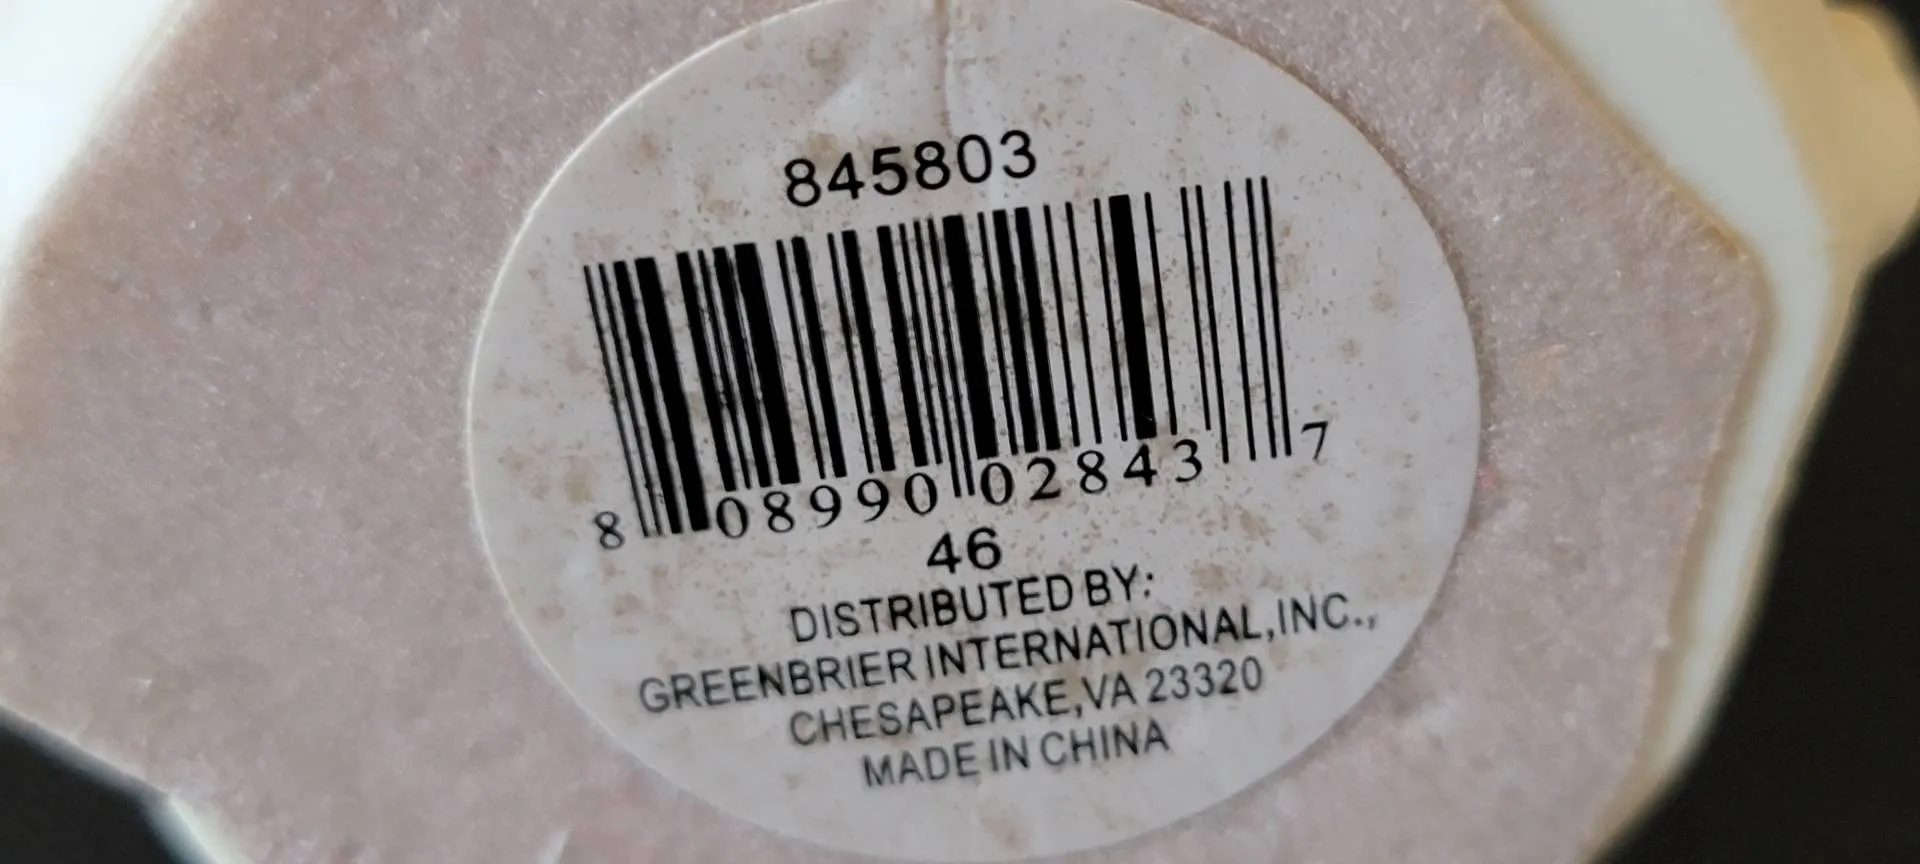 845803
8 08990 02843 7
46
DISTRIBUTED BY:
GREENBRIER INTERNATIONAL,INC.,
CHESAPEAKE,VA 23320
MADE IN CHINA